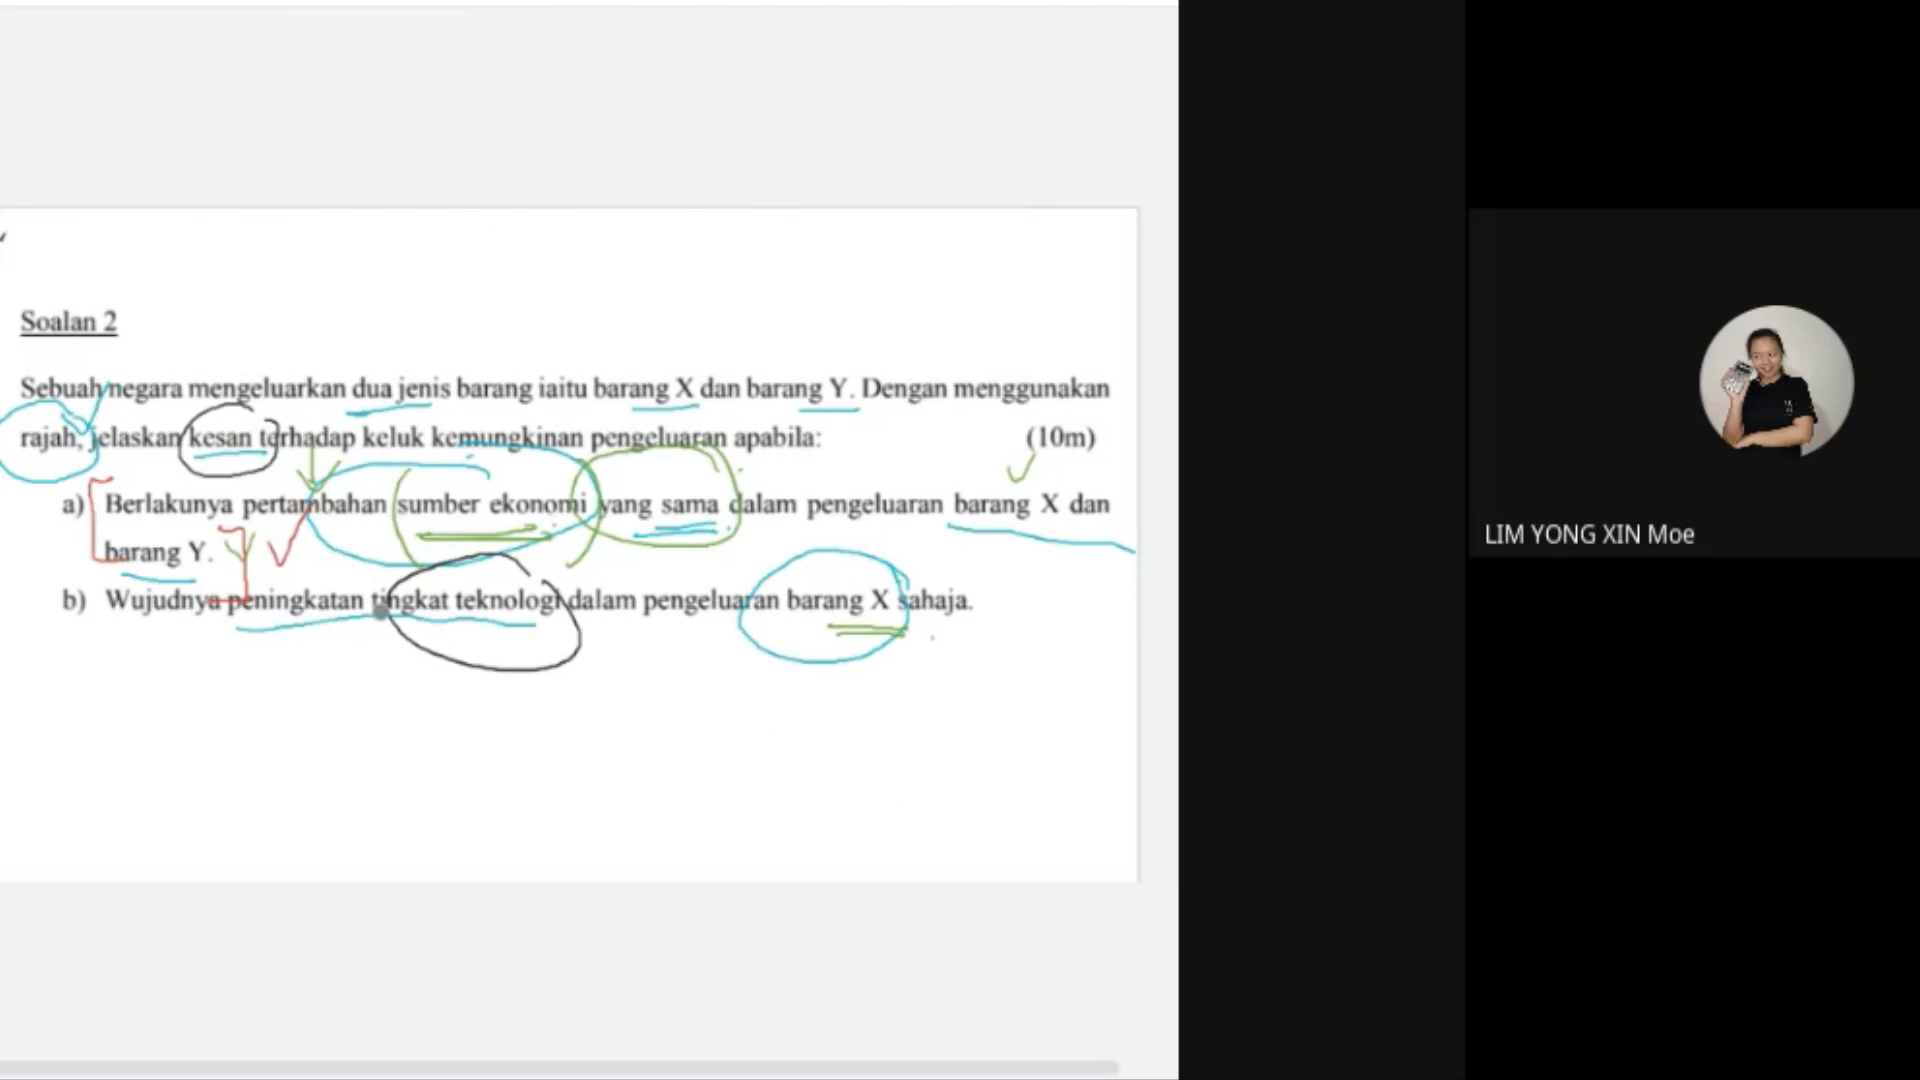 Soalan 2
Sebuah negara mengeluarkan dua jenis barang iaitu barang X dan barang Y. Dengan menggunakan
rajah, jelaskan kesan terhadap keluk kemungkinan pengeluaran apabila: (10m)
a) Berlakunya pertambahan sumber ekonomi yang sama dalam pengeluaran barang X dan
barang Y.
b) Wujudnya peningkatan tingkat teknologi dalam pengeluaran barang X sahaja.
LIM YONG XIN Moe